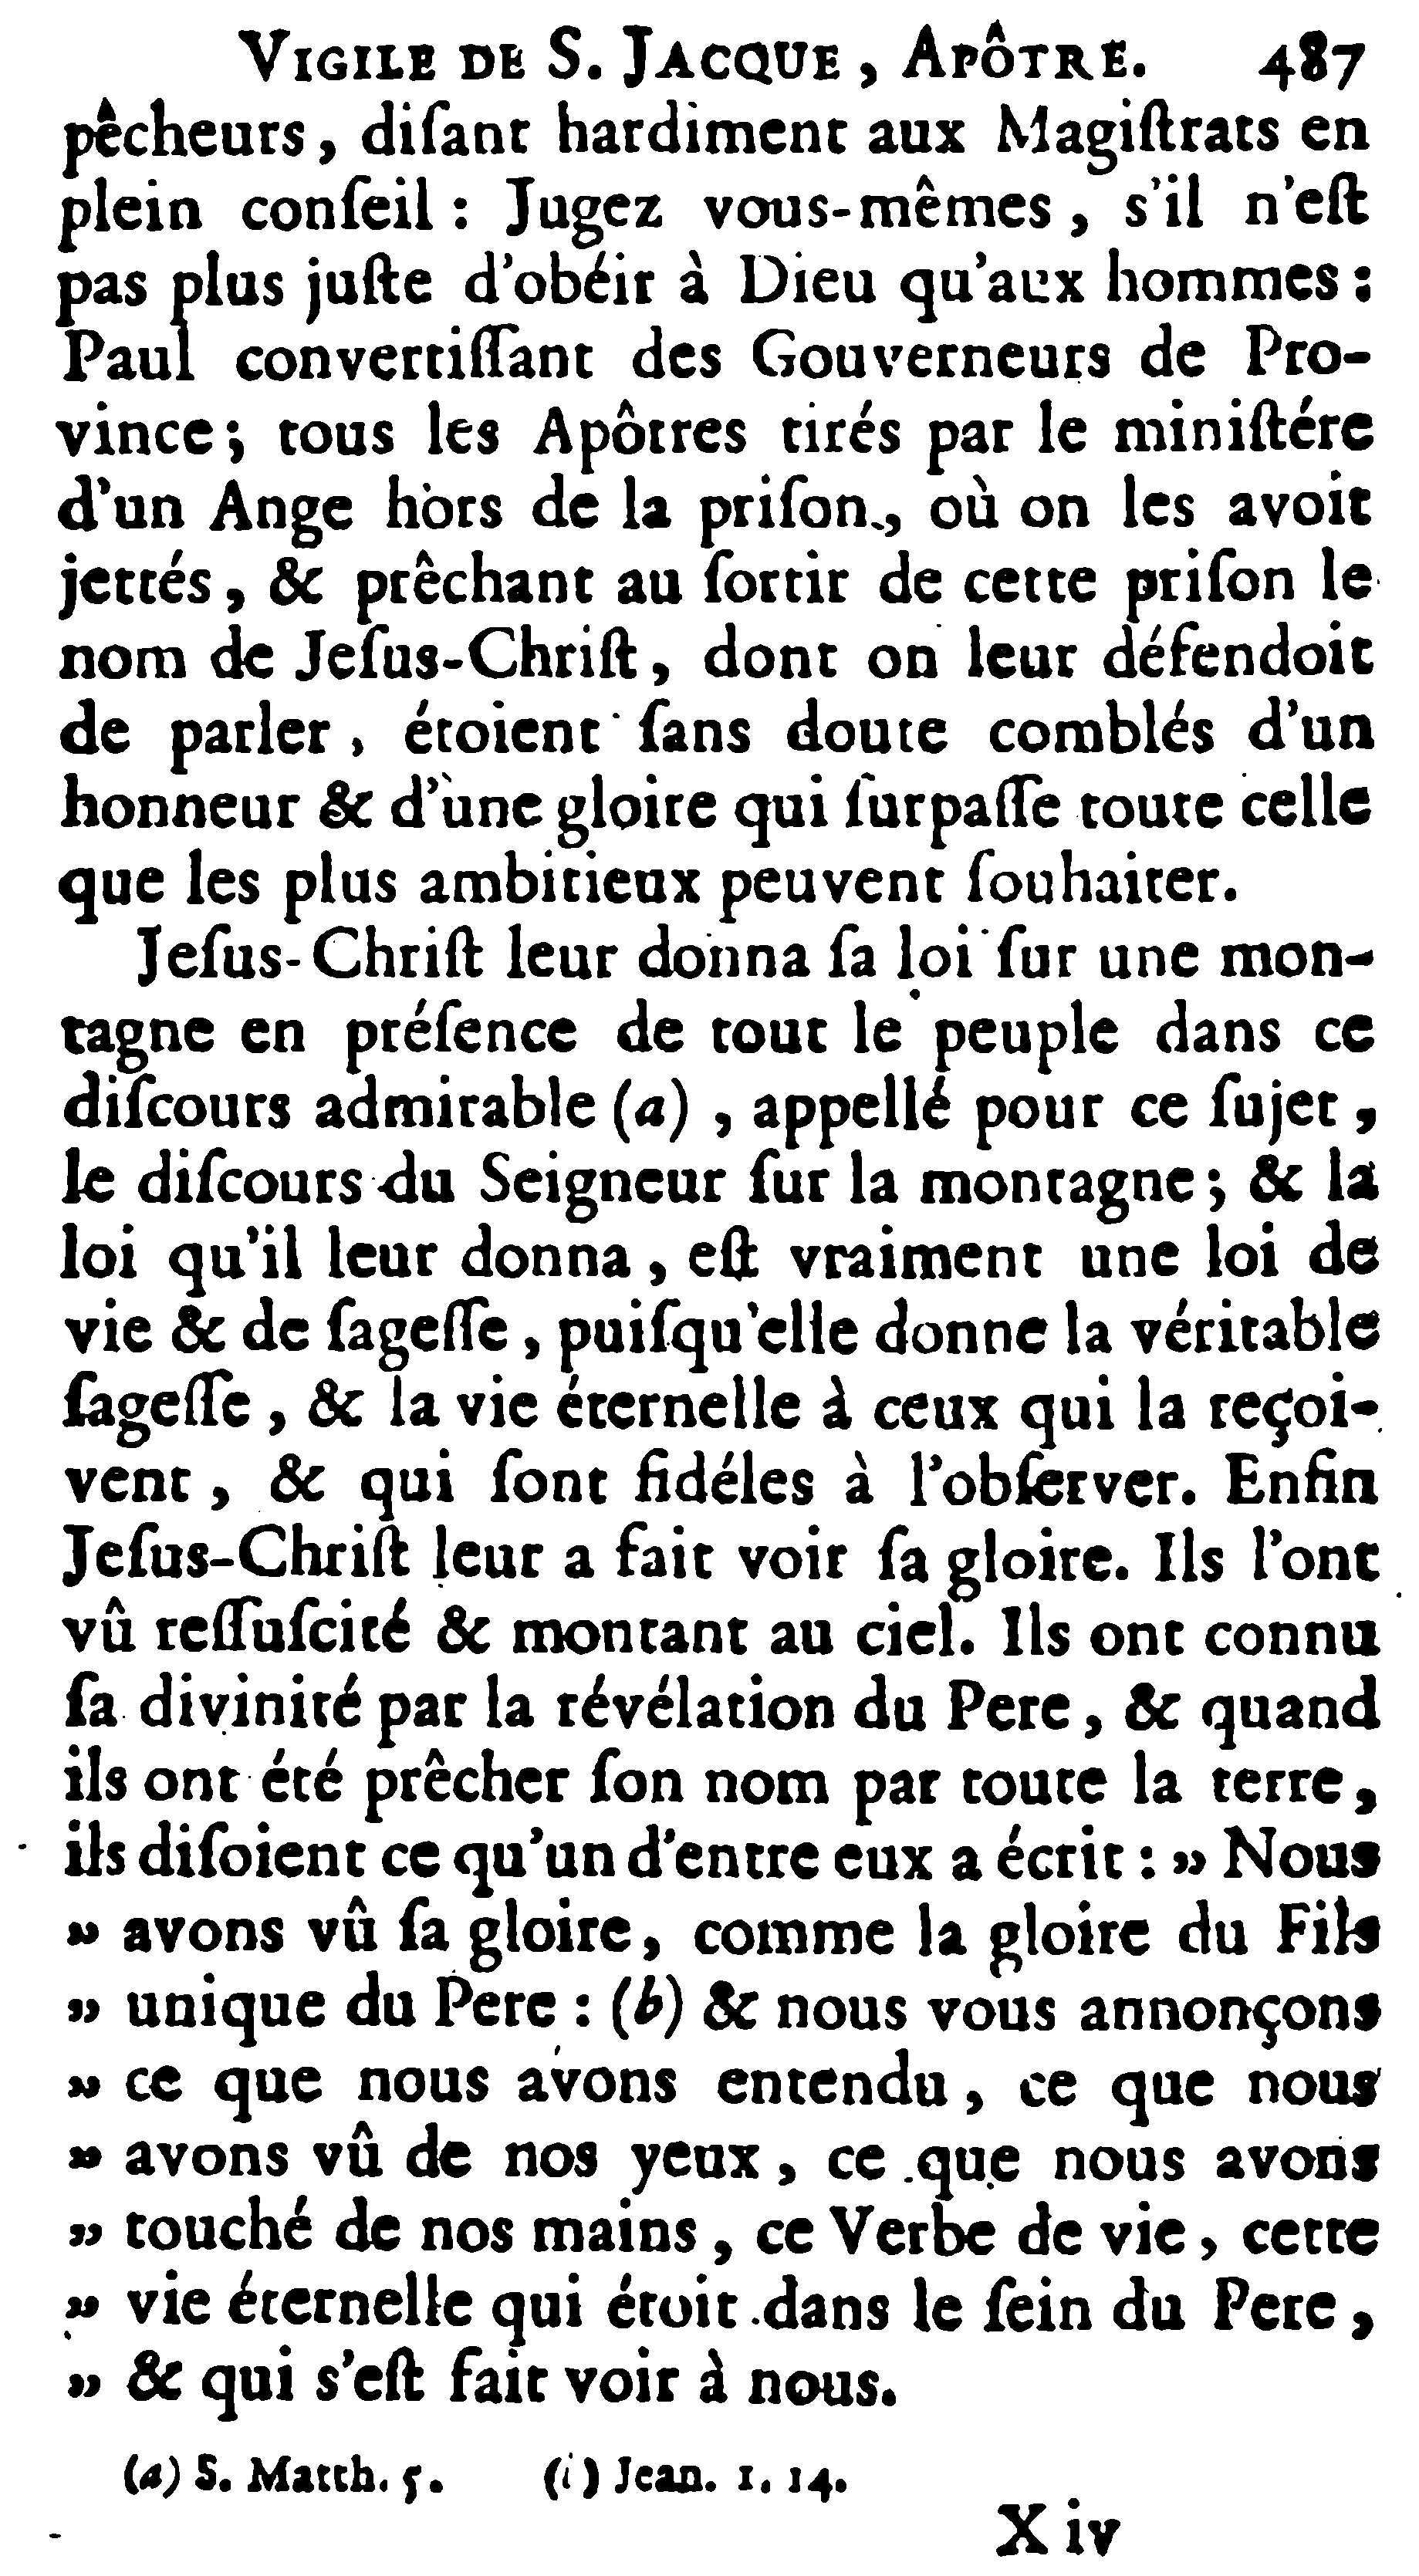 VIGILE DE S. JACQUE, APÔTRE. 487
pêcheurs, diſant hardiment aux Magiſtrats en
plein conſeil : Jugez vous-mêmes, s'il n'eſt
pas plus juſte d'obéir à Dieu qu'aux hommes :
Paul convertiſſant des Gouverneurs de Pro-
vince; tous les Apôtres tirés par le miniſtére
d'un Ange hors de la priſon, où on les avoit
jettés, & prêchant au ſortir de cette priſon le
nom de Jeſus-Chriſt, dont on leur défendoit
de parler, étoient ſans doute comblés d'un
honneur & d'une gloire qui ſurpaſſe toute celle
que les plus ambitieux peuvent ſouhaiter.
Jeſus-Chriſt leur donna ſa loi ſur une mon-
tagne en préſence de tout le peuple dans ce
diſcours admirable (a), appellé pour ce ſujet,
le diſcours du Seigneur ſur la montagne; & la
loi qu'il leur donna, eſt vraiment une loi de
vie & de ſageſſe, puiſqu'elle donne la véritable
ſageſſe, & la vie éternelle à ceux qui la reçoi-
vent, & qui ſont fidéles à l'obſerver. Enfin
Jeſus-Chriſt leur a fait voir ſa gloire. Ils l'ont
vû reſſuſcité & montant au ciel. Ils ont connu
ſa divinité par la révélation du Pere, & quand
ils ont été prêcher ſon nom par toute la terre,
ils diſoient ce qu'un d'entre eux a écrit : » Nous
» avons vû ſa gloire, comme la gloire du Fils
» unique du Pere : (b) & nous vous annonçons
» ce que nous avons entendu, ce que nous
» avons vû de nos yeux, ce que nous avons
» touché de nos mains, ce Verbe de vie, cette
» vie éternelle qui étoit dans le ſein du Pere,
» & qui s'eſt fait voir à nous.
(a) S. Matth. 5. (i) Jean. 1. 14.
X iv